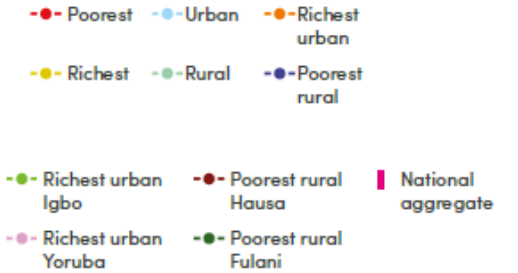 Poorest Urban Richest
urban
Richest Rural Poorest
rural
Richest urban Poorest rural National
Igbo Hausa aggregate
Richest urban Poorest rural
Yoruba Fulani